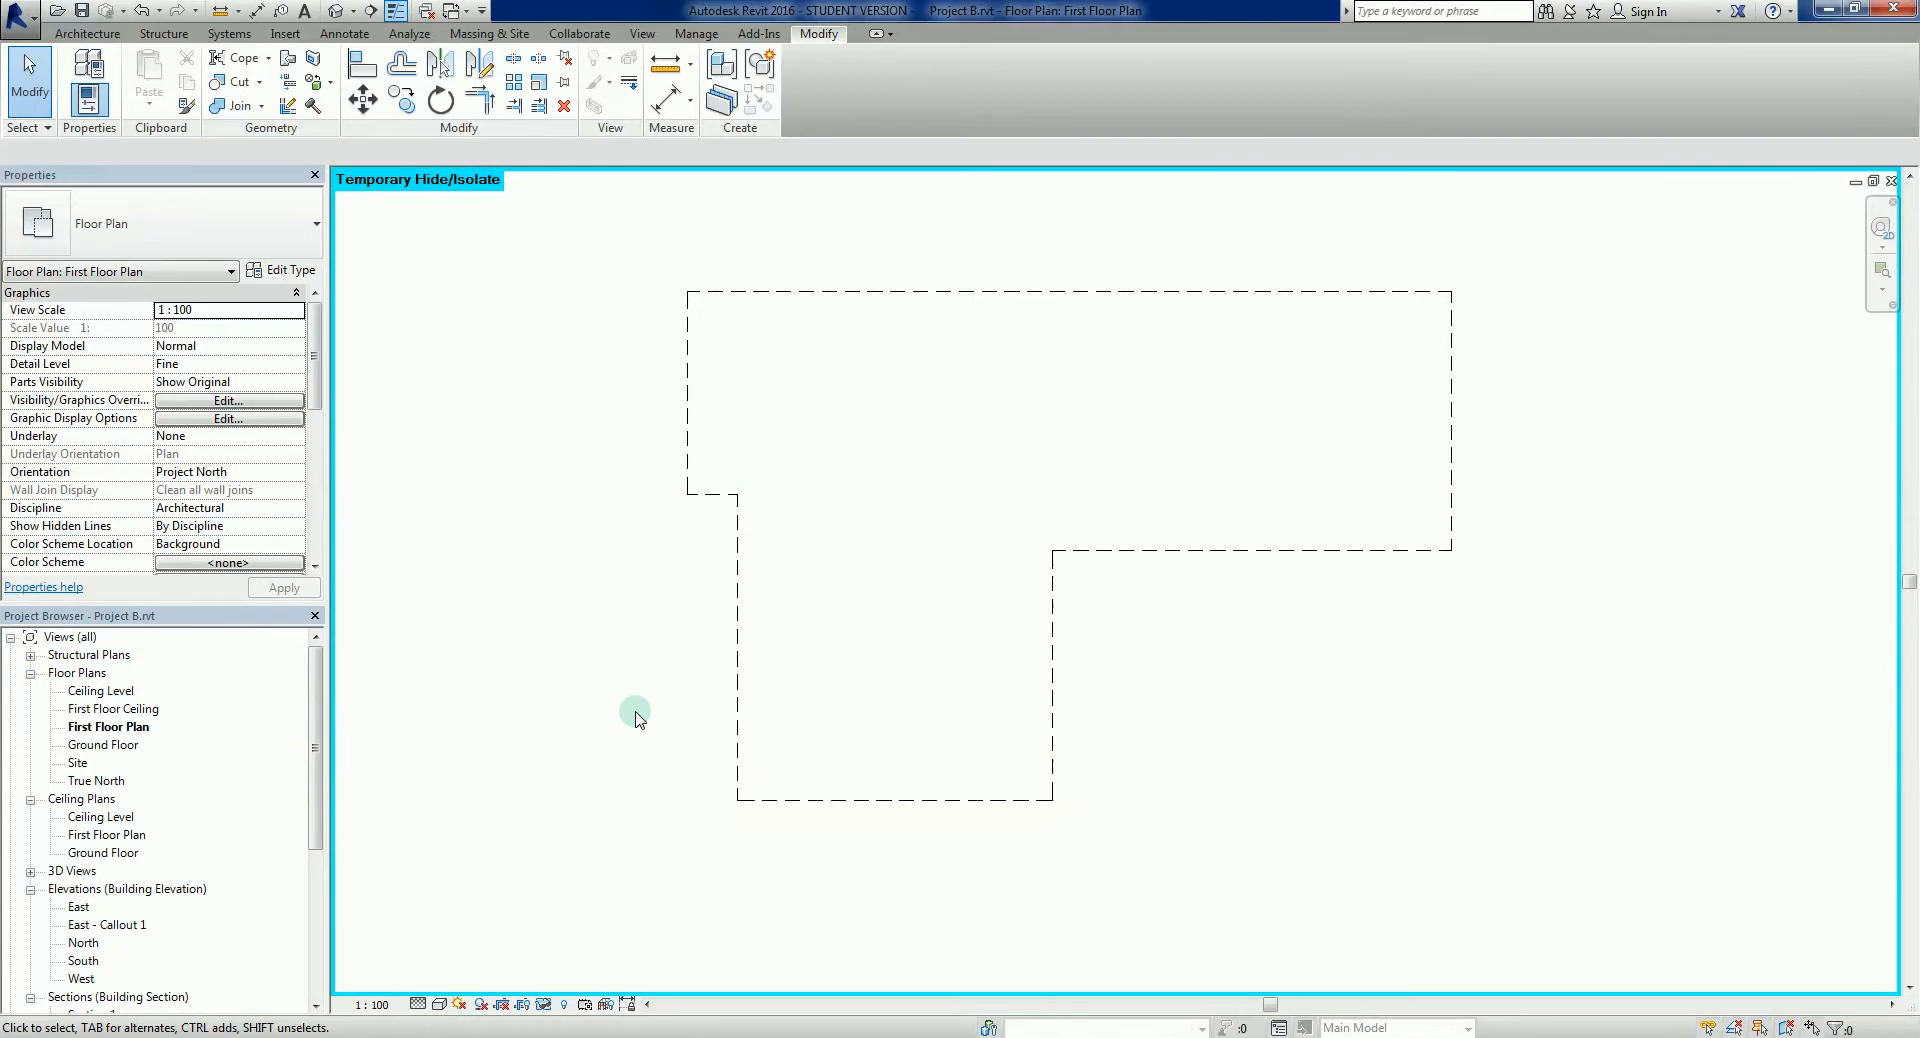 Autodesk Revit 2016 - STUDENT VERSION - Project B.rvt - Floor Plan: First Floor Plan
Type a keyword or phrase
Sign In
Architecture Structure Systems Insert Annotate Analyze Massing & Site Collaborate View Manage Add-Ins Modify
Modify
Paste
Cope
Cut
Join
Select Properties Clipboard Geometry Modify View Measure Create
Properties
Floor Plan
Floor Plan: First Floor Plan Edit Type
Graphics
View Scale 1 : 100
Scale Value 1: 100
Display Model Normal
Detail Level Fine
Parts Visibility Show Original
Visibility/Graphics Overri... Edit...
Graphic Display Options Edit...
Underlay None
Underlay Orientation Plan
Orientation Project North
Wall Join Display Clean all wall joins
Discipline Architectural
Show Hidden Lines By Discipline
Color Scheme Location Background
Color Scheme <none>
Properties help Apply
Project Browser - Project B.rvt
Views (all)
Structural Plans
Floor Plans
Ceiling Level
First Floor Ceiling
First Floor Plan
Ground Floor
Site
True North
Ceiling Plans
Ceiling Level
First Floor Plan
Ground Floor
3D Views
Elevations (Building Elevation)
East
East - Callout 1
North
South
West
Sections (Building Section)
Temporary Hide/Isolate
2D
1 : 100
Click to select, TAB for alternates, CTRL adds, SHIFT unselects.
:0
Main Model
:0